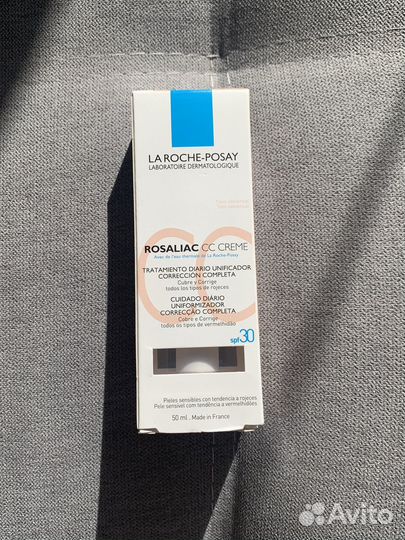 LA ROCHE-POSAY
LABORATOIRE DERMATOLOGIQUE
ROSALIAC CC CREME
Avec de l'eau thermale de La Roche-Posay
TRATAMIENTO DIARIO UNIFICADOR
CORRECCIÓN COMPLETA
Cubre y Corrige
todos los tipos de rojeces
CUIDADO DIÁRIO
UNIFORMIZADOR
CORRECÇÃO COMPLETA
Cobre e Corrige
todos os tipos de vermelhidão
CC
spf30
Pieles sensibles con tendencia a rojeces
Pele sensível com tendência a vermelhidões
50 ml . Made in France
Avito